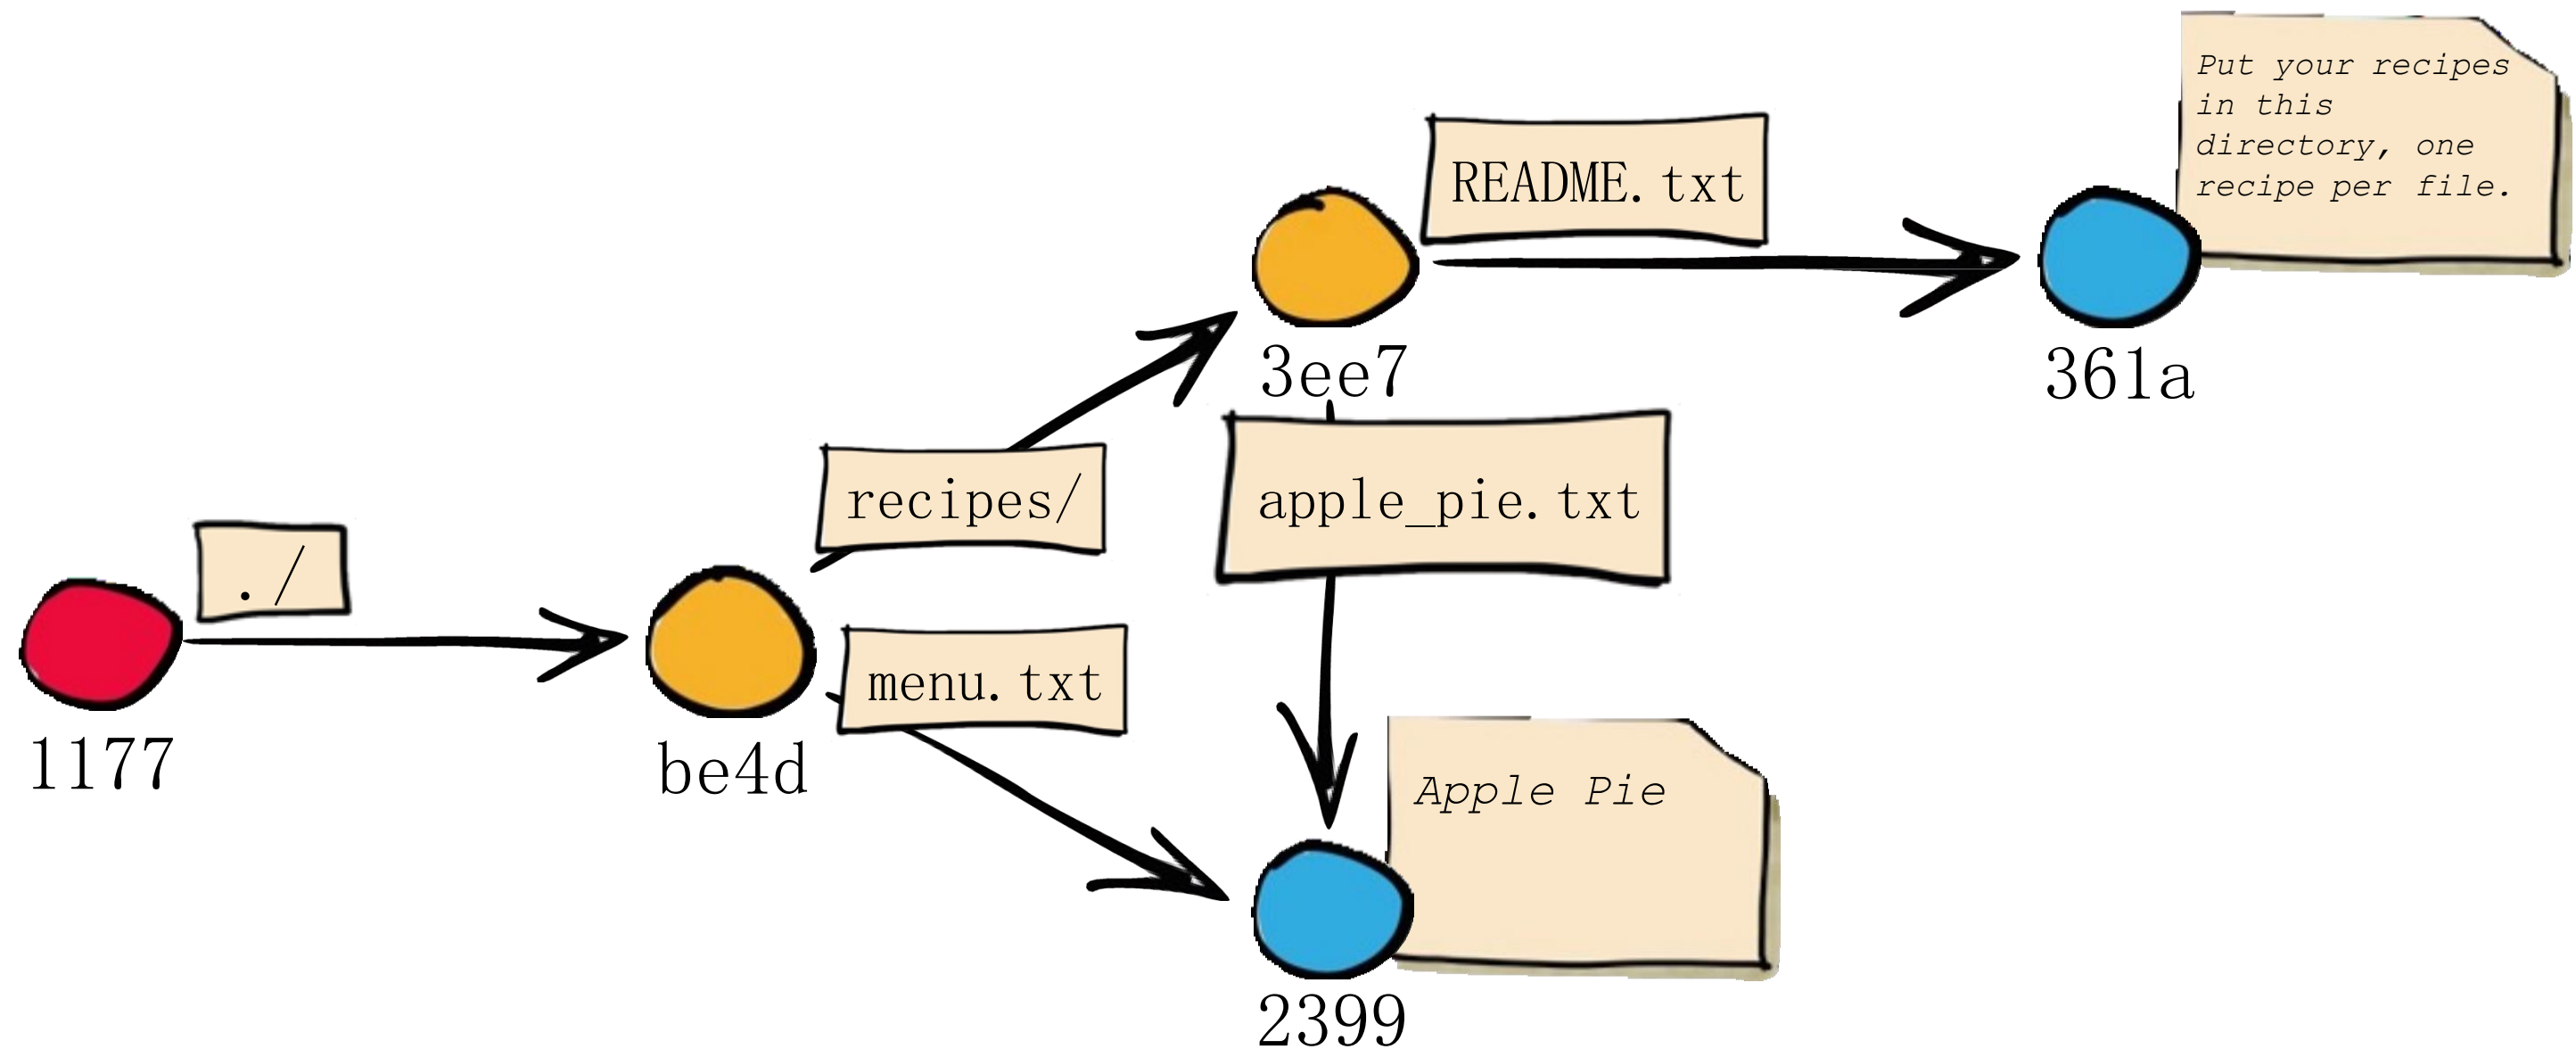 Put your recipes
in this
directory, one
recipe per file.
README.txt
3ee7
361a
recipes/
apple_pie.txt
./
menu.txt
1177
be4d
Apple Pie
2399